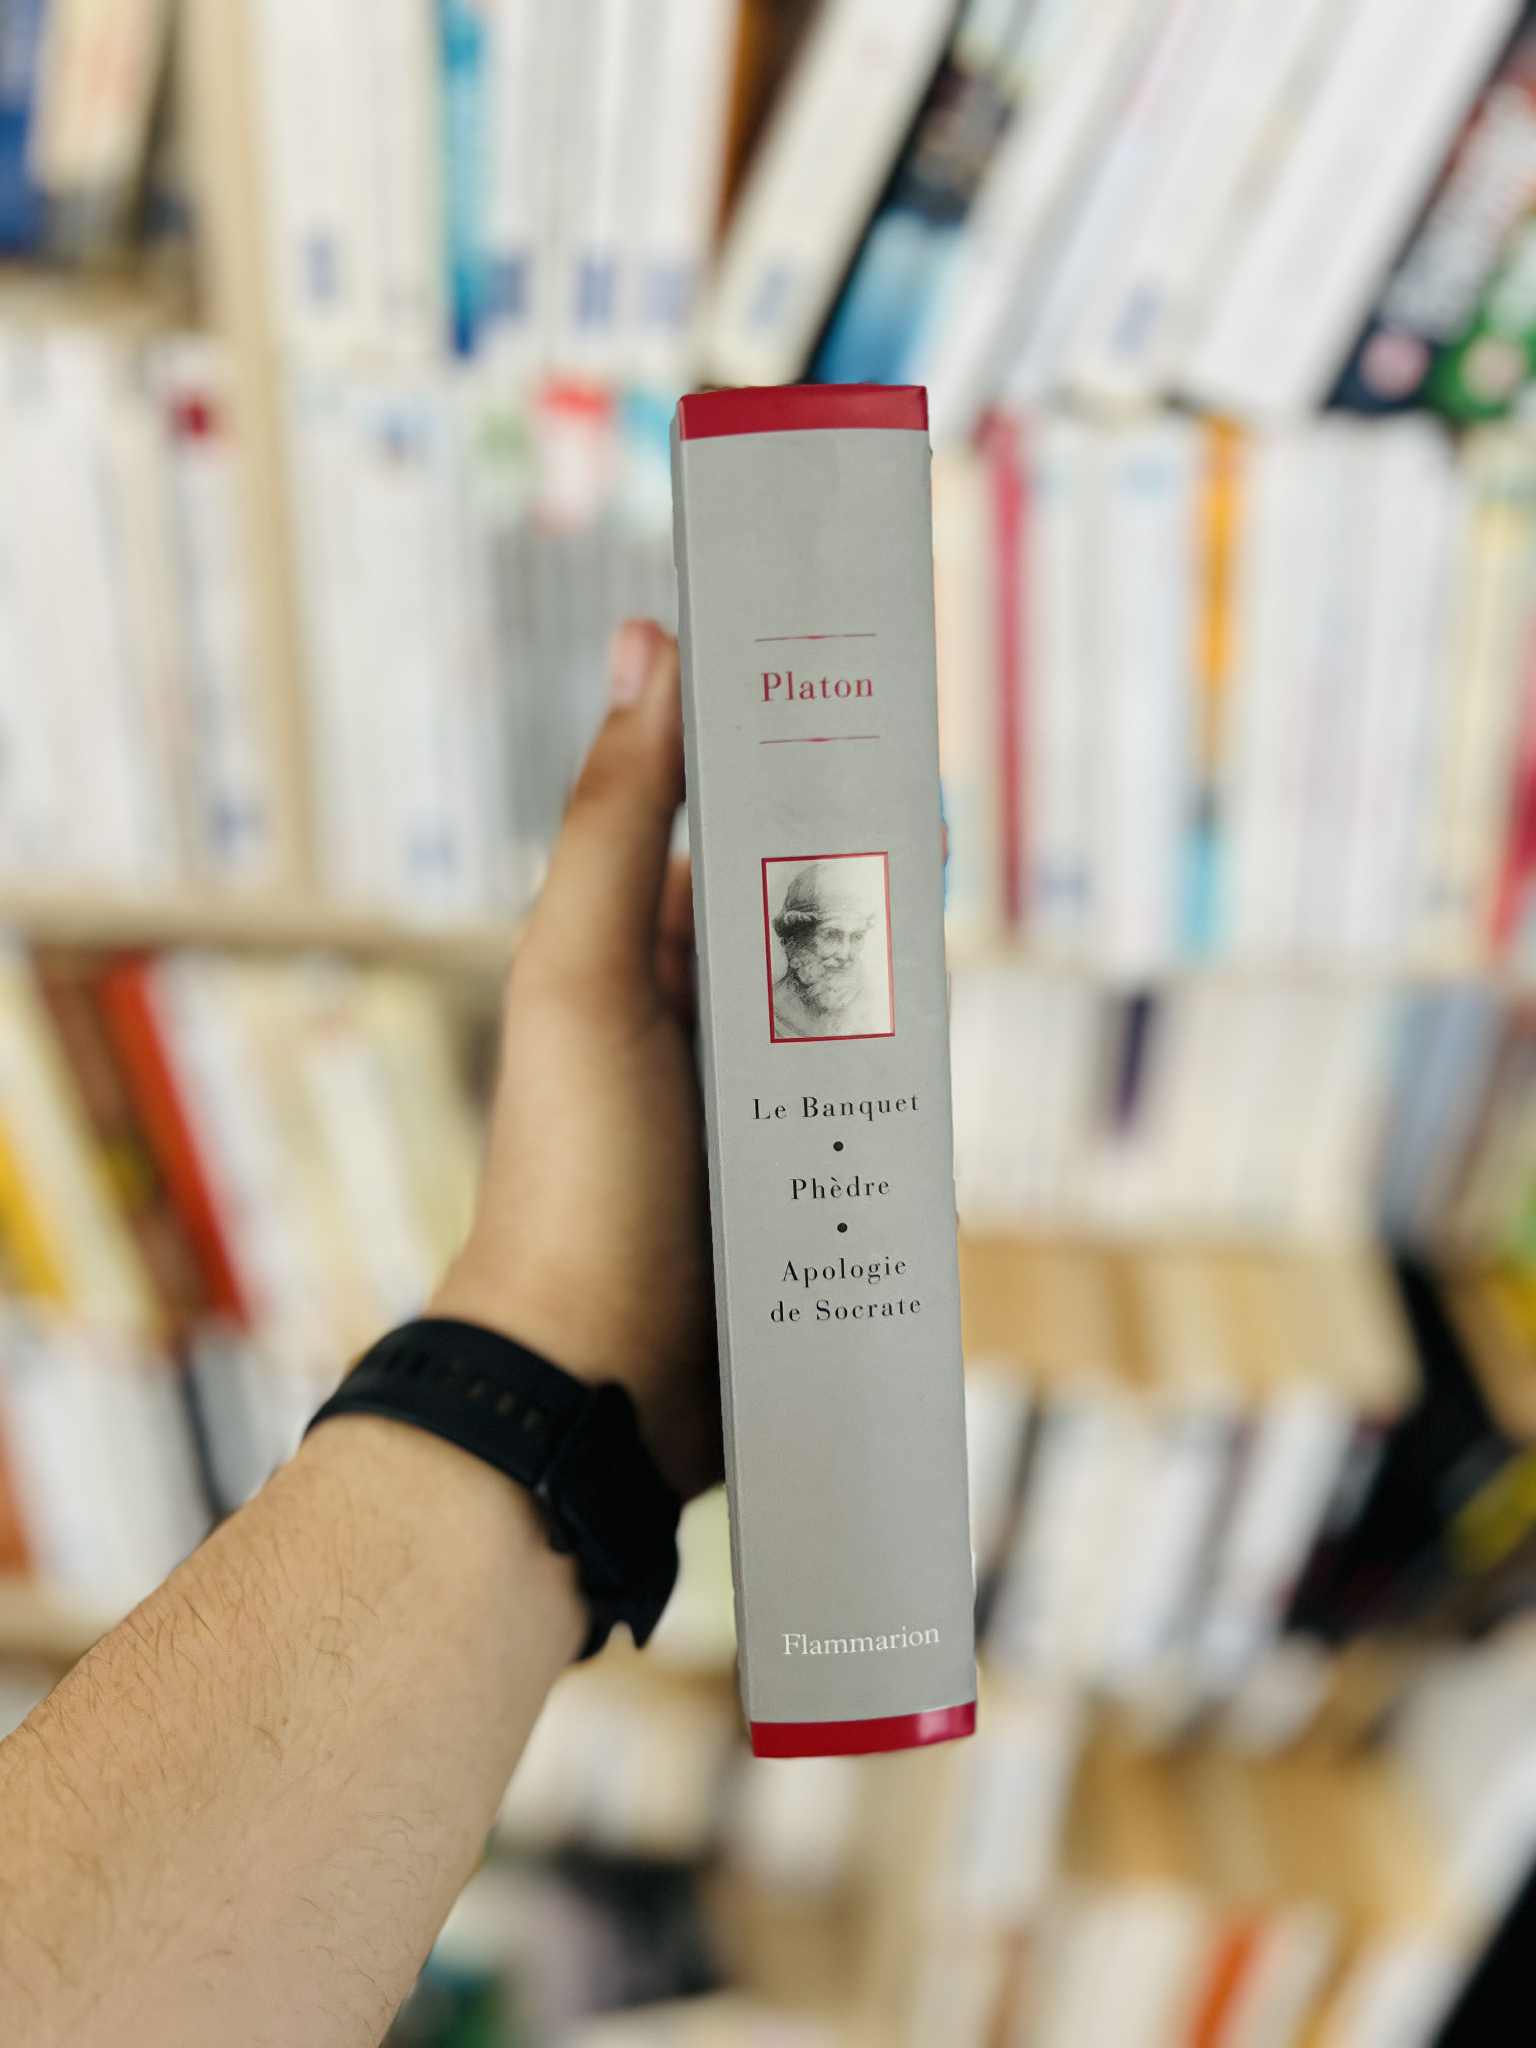 Platon
Le Banquet
•
Phèdre
•
Apologie
de Socrate
Flammarion